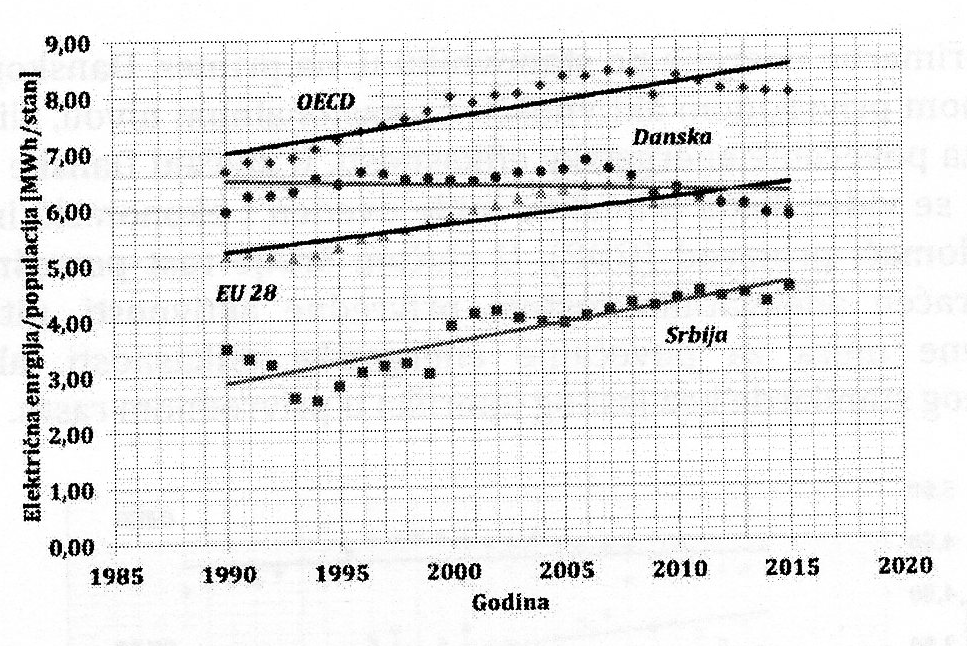 Električna enrgija/populacija [MWh/stan]
9,00
8,00
7,00
6,00
5,00
4,00
3,00
2,00
1,00
0,00
OECD
Danska
EU 28
Srbija
1985 1990 1995 2000 2005 2010 2015 2020
Godina